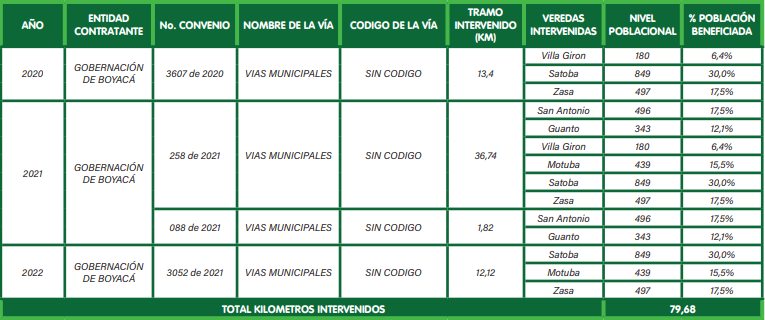 AÑO ENTIDAD CONTRATANTE No. CONVENIO NOMBRE DE LA VÍA CODIGO DE LA VÍA TRAMO INTERVENIDO (KM) VEREDAS INTERVENIDAS NIVEL POBLACIONAL % POBLACIÓN BENEFICIADA
2020 GOBERNACIÓN DE BOYACÁ 3607 de 2020 VIAS MUNICIPALES SIN CODIGO 13,4 Villa Giron 180 6,4%
Satoba 849 30,0%
Zasa 497 17,5%
2021 GOBERNACIÓN DE BOYACÁ 258 de 2021 VIAS MUNICIPALES SIN CODIGO 36,74 San Antonio 496 17,5%
Guanto 343 12,1%
Villa Giron 180 6,4%
Motuba 439 15,5%
Satoba 849 30,0%
Zasa 497 17,5%
088 de 2021 VIAS MUNICIPALES SIN CODIGO 1,82 San Antonio 496 17,5%
Guanto 343 12,1%
2022 GOBERNACIÓN DE BOYACÁ 3052 de 2021 VIAS MUNICIPALES SIN CODIGO 12,12 Satoba 849 30,0%
Motuba 439 15,5%
Zasa 497 17,5%
TOTAL KILOMETROS INTERVENIDOS 79,68